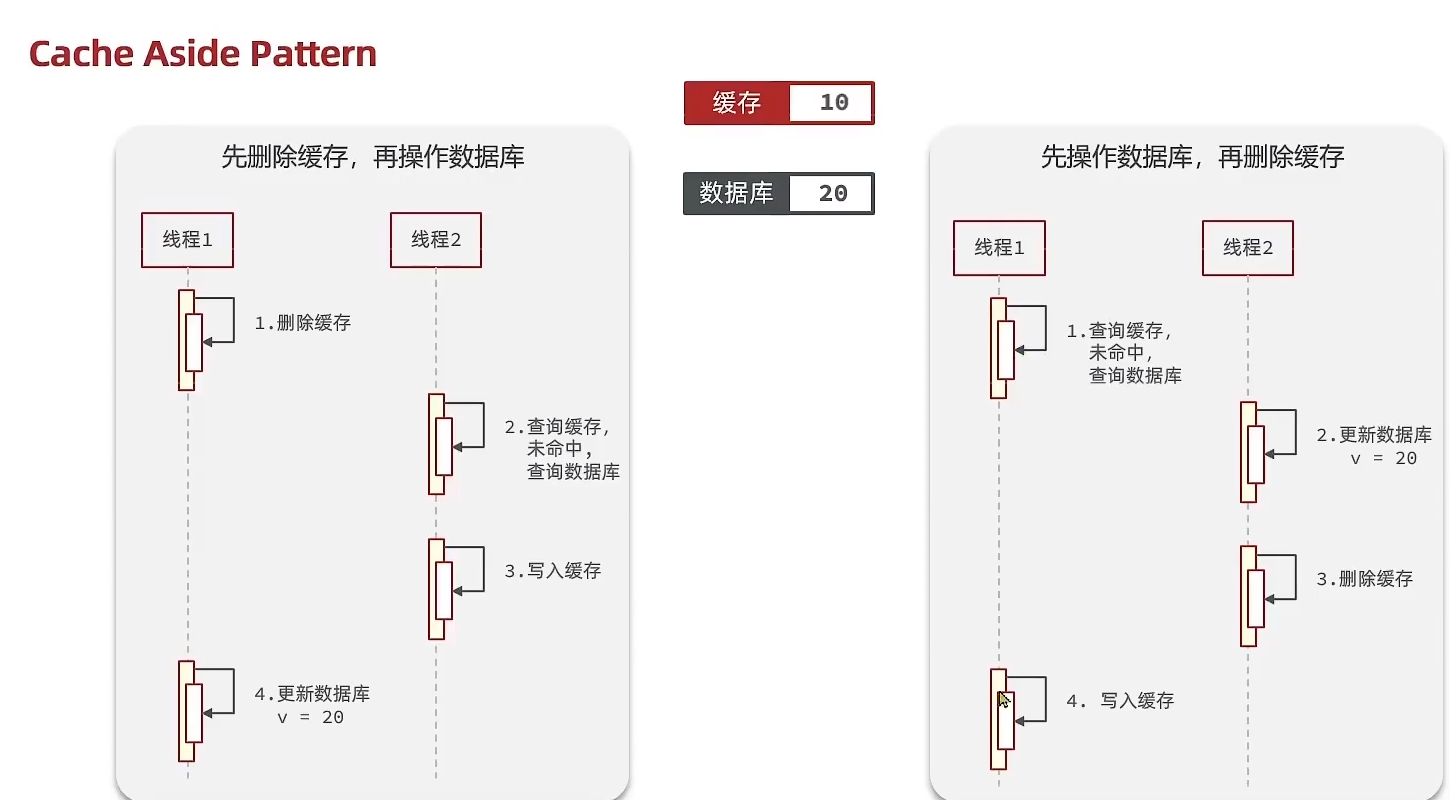 Cache Aside Pattern
缓存 10
数据库 20
先删除缓存，再操作数据库
线程1 线程2
1.删除缓存
2.查询缓存，
未命中，
查询数据库
3.写入缓存
4.更新数据库
v = 20
先操作数据库，再删除缓存
线程1 线程2
1.查询缓存，
未命中，
查询数据库
2.更新数据库
v = 20
3.删除缓存
4. 写入缓存